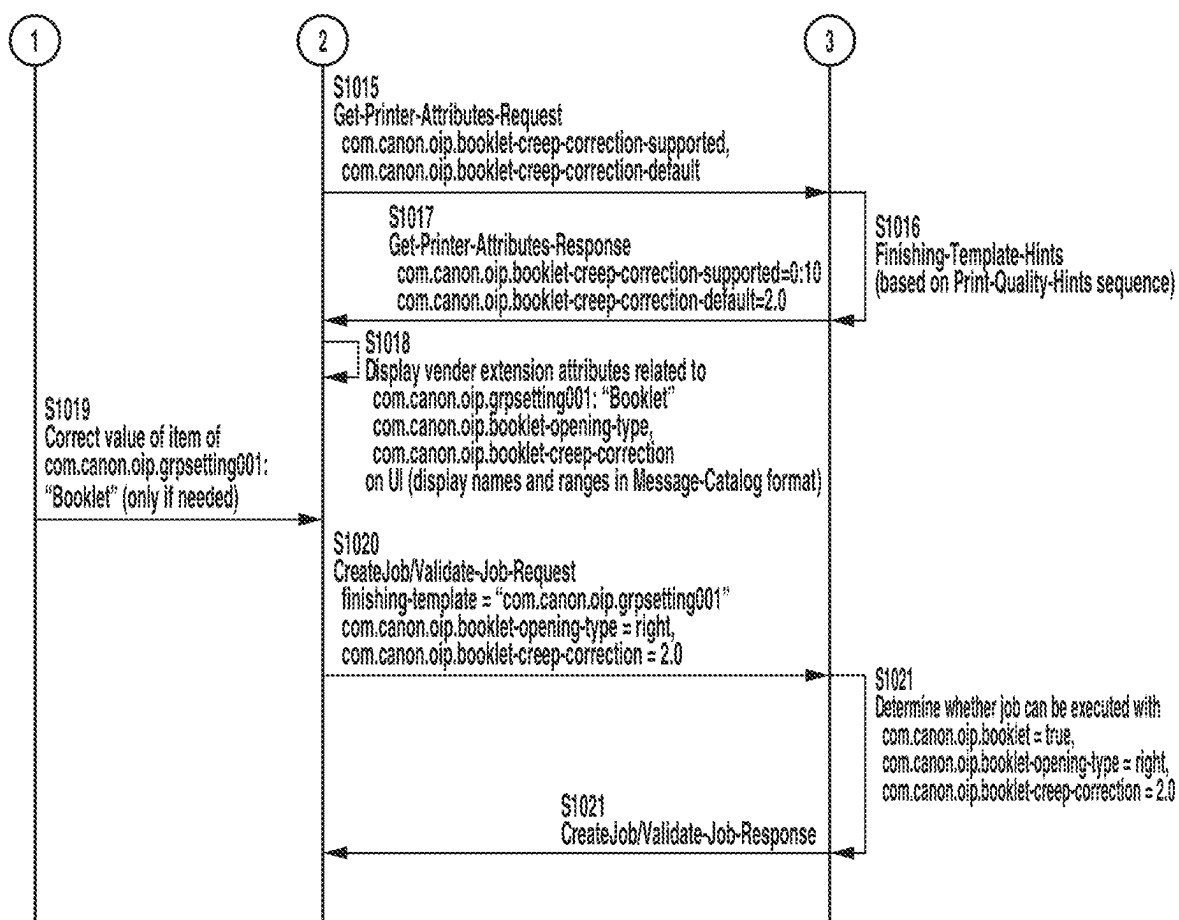 1
2
3
S1015
Get-Printer-Attributes-Request
com.canon.oip.booklet-creep-correction-supported,
com.canon.oip.booklet-creep-correction-default
S1016
Finishing-Template-Hints
(based on Print-Quality-Hints sequence)
S1017
Get-Printer-Attributes-Response
com.canon.oip.booklet-creep-correction-supported=0:10
com.canon.oip.booklet-creep-correction-default=2.0
S1018
Display vender extension attributes related to
com.canon.oip.grpsetting001: “Booklet”
com.canon.oip.booklet-opening-type,
com.canon.oip.booklet-creep-correction
on UI (display names and ranges in Message-Catalog format)
S1019
Correct value of item of
com.canon.oip.grpsetting001:
“Booklet” (only if needed)
S1020
CreateJob/Validate-Job-Request
finishing-template = “com.canon.oip.grpsetting001”
com.canon.oip.booklet-opening-type = right,
com.canon.oip.booklet-creep-correction = 2.0
S1021
Determine whether job can be executed with
com.canon.oip.booklet = true,
com.canon.oip.booklet-opening-type = right,
com.canon.oip.booklet-creep-correction = 2.0
S1021
CreateJob/Validate-Job-Response